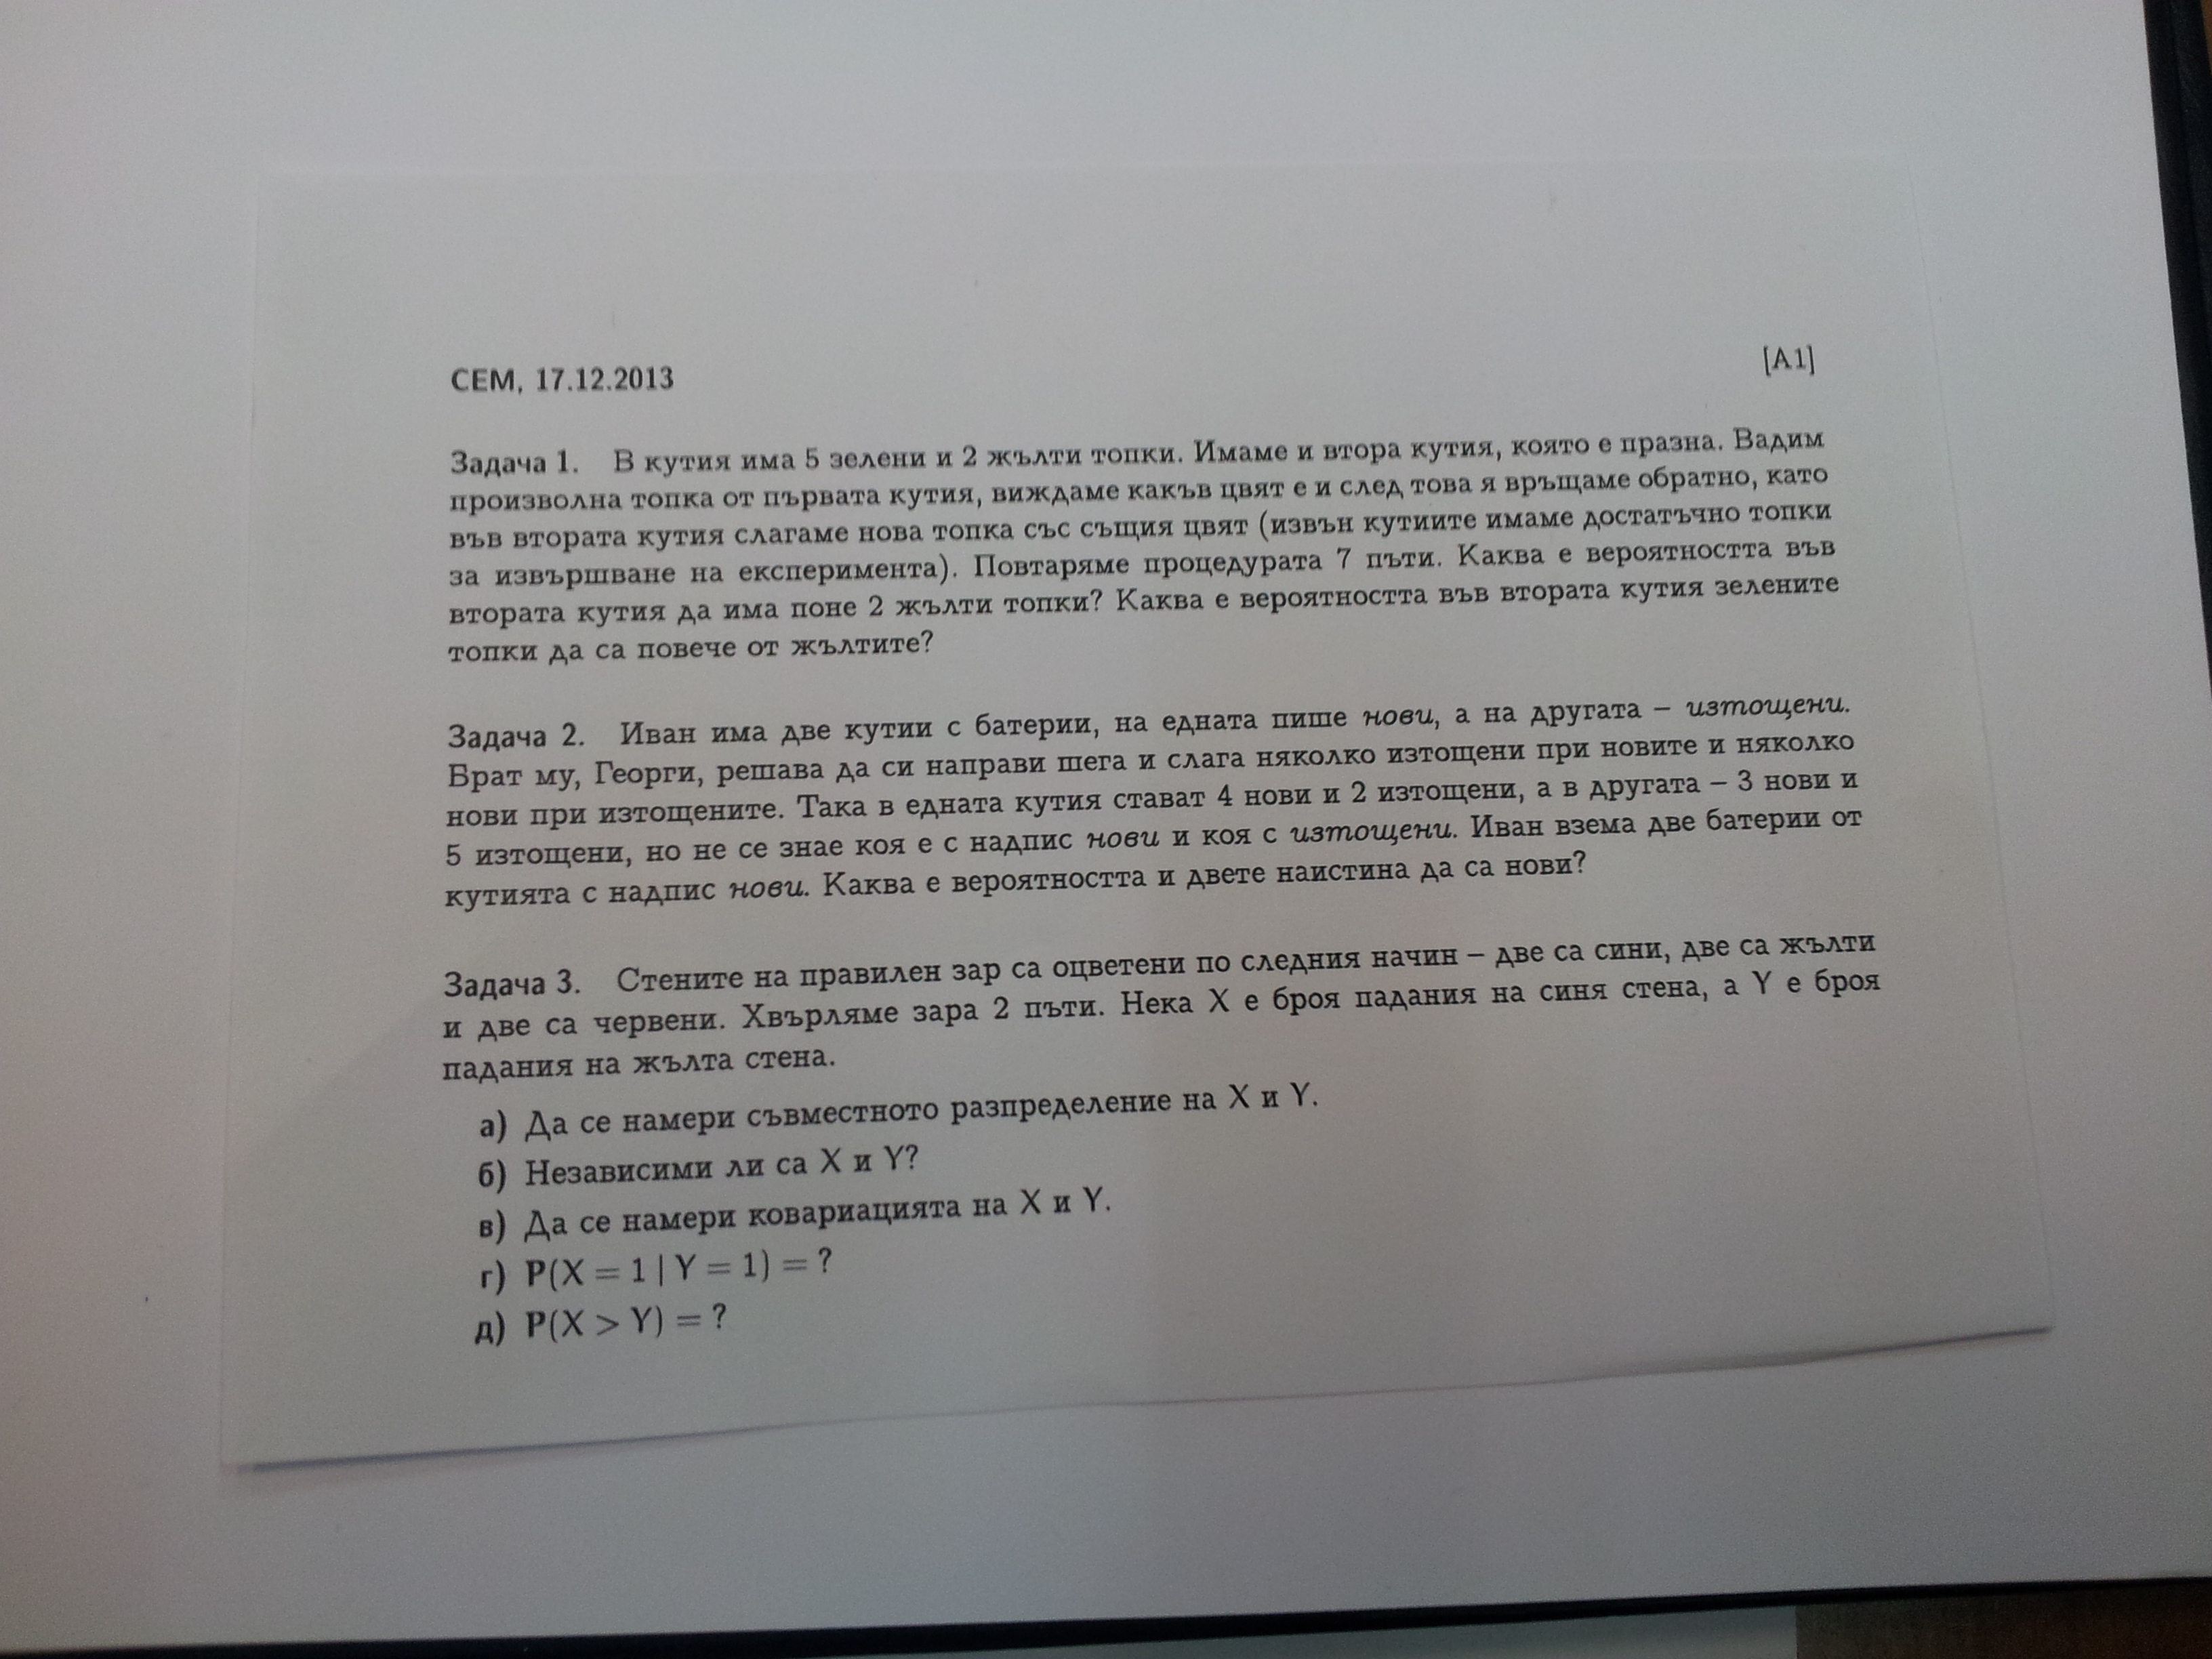 СЕМ, 17.12.2013 [А1]
Задача 1. В кутия има 5 зелени и 2 жълти топки. Имаме и втора кутия, която е празна. Вадим
произволна топка от първата кутия, виждаме какъв цвят е и след това я връщаме обратно, като
във втората кутия слагаме нова топка със същия цвят (извън кутиите имаме достатъчно топки
за извършване на експеримента). Повтаряме процедурата 7 пъти. Каква е вероятността във
втората кутия да има поне 2 жълти топки? Каква е вероятността във втората кутия зелените
топки да са повече от жълтите?
Задача 2. Иван има две кутии с батерии, на едната пише нови, а на другата – изтощени.
Брат му, Георги, решава да си направи шега и слага няколко изтощени при новите и няколко
нови при изтощените. Така в едната кутия стават 4 нови и 2 изтощени, а в другата – 3 нови и
5 изтощени, но не се знае коя е с надпис нови и коя с изтощени. Иван взема две батерии от
кутията с надпис нови. Каква е вероятността и двете наистина да са нови?
Задача 3. Стените на правилен зар са оцветени по следния начин – две са сини, две са жълти
и две са червени. Хвърляме зара 2 пъти. Нека X е броя падания на синя стена, а Y е броя
падания на жълта стена.
а) Да се намери съвместното разпределение на X и Y.
б) Независими ли са X и Y?
в) Да се намери ковариацията на X и Y.
г) P(X = 1 | Y = 1) = ?
д) P(X > Y) = ?